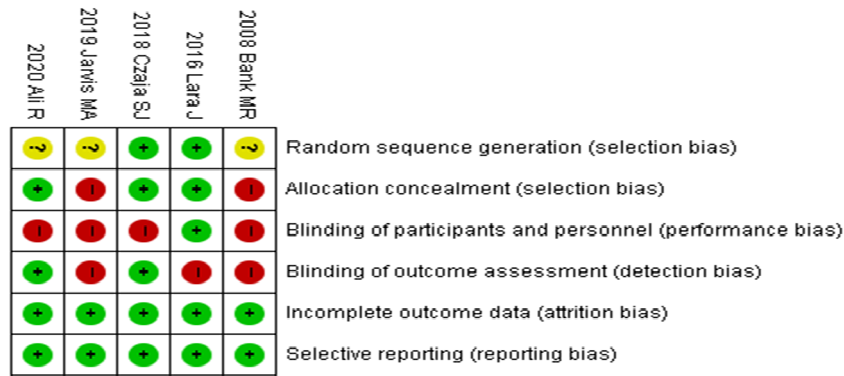 2020 Ali R
2019 Jarvis MA
2018 Czaja SJ
2016 Lara J
2008 Bank MR
? ? + + ? Random sequence generation (selection bias)
+ − + + − Allocation concealment (selection bias)
− − − + − Blinding of participants and personnel (performance bias)
+ − + − − Blinding of outcome assessment (detection bias)
+ + + + + Incomplete outcome data (attrition bias)
+ + + + + Selective reporting (reporting bias)